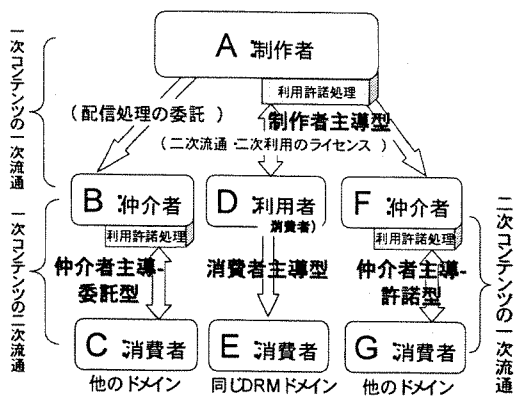 A:制作者
利用許諾処理
(配信処理の委託)
制作者主導型
(二次流通・二次利用のライセンス)
一次コンテンツの一次流通
B:仲介者
利用許諾処理
D:利用者
消費者)
F:仲介者
利用許諾処理
仲介者主導-
委託型
消費者主導型
仲介者主導-
許諾型
一次コンテンツの二次流通
二次コンテンツの一次流通
C:消費者
E:消費者
G:消費者
他のドメイン
同じDRMドメイン
他のドメイン